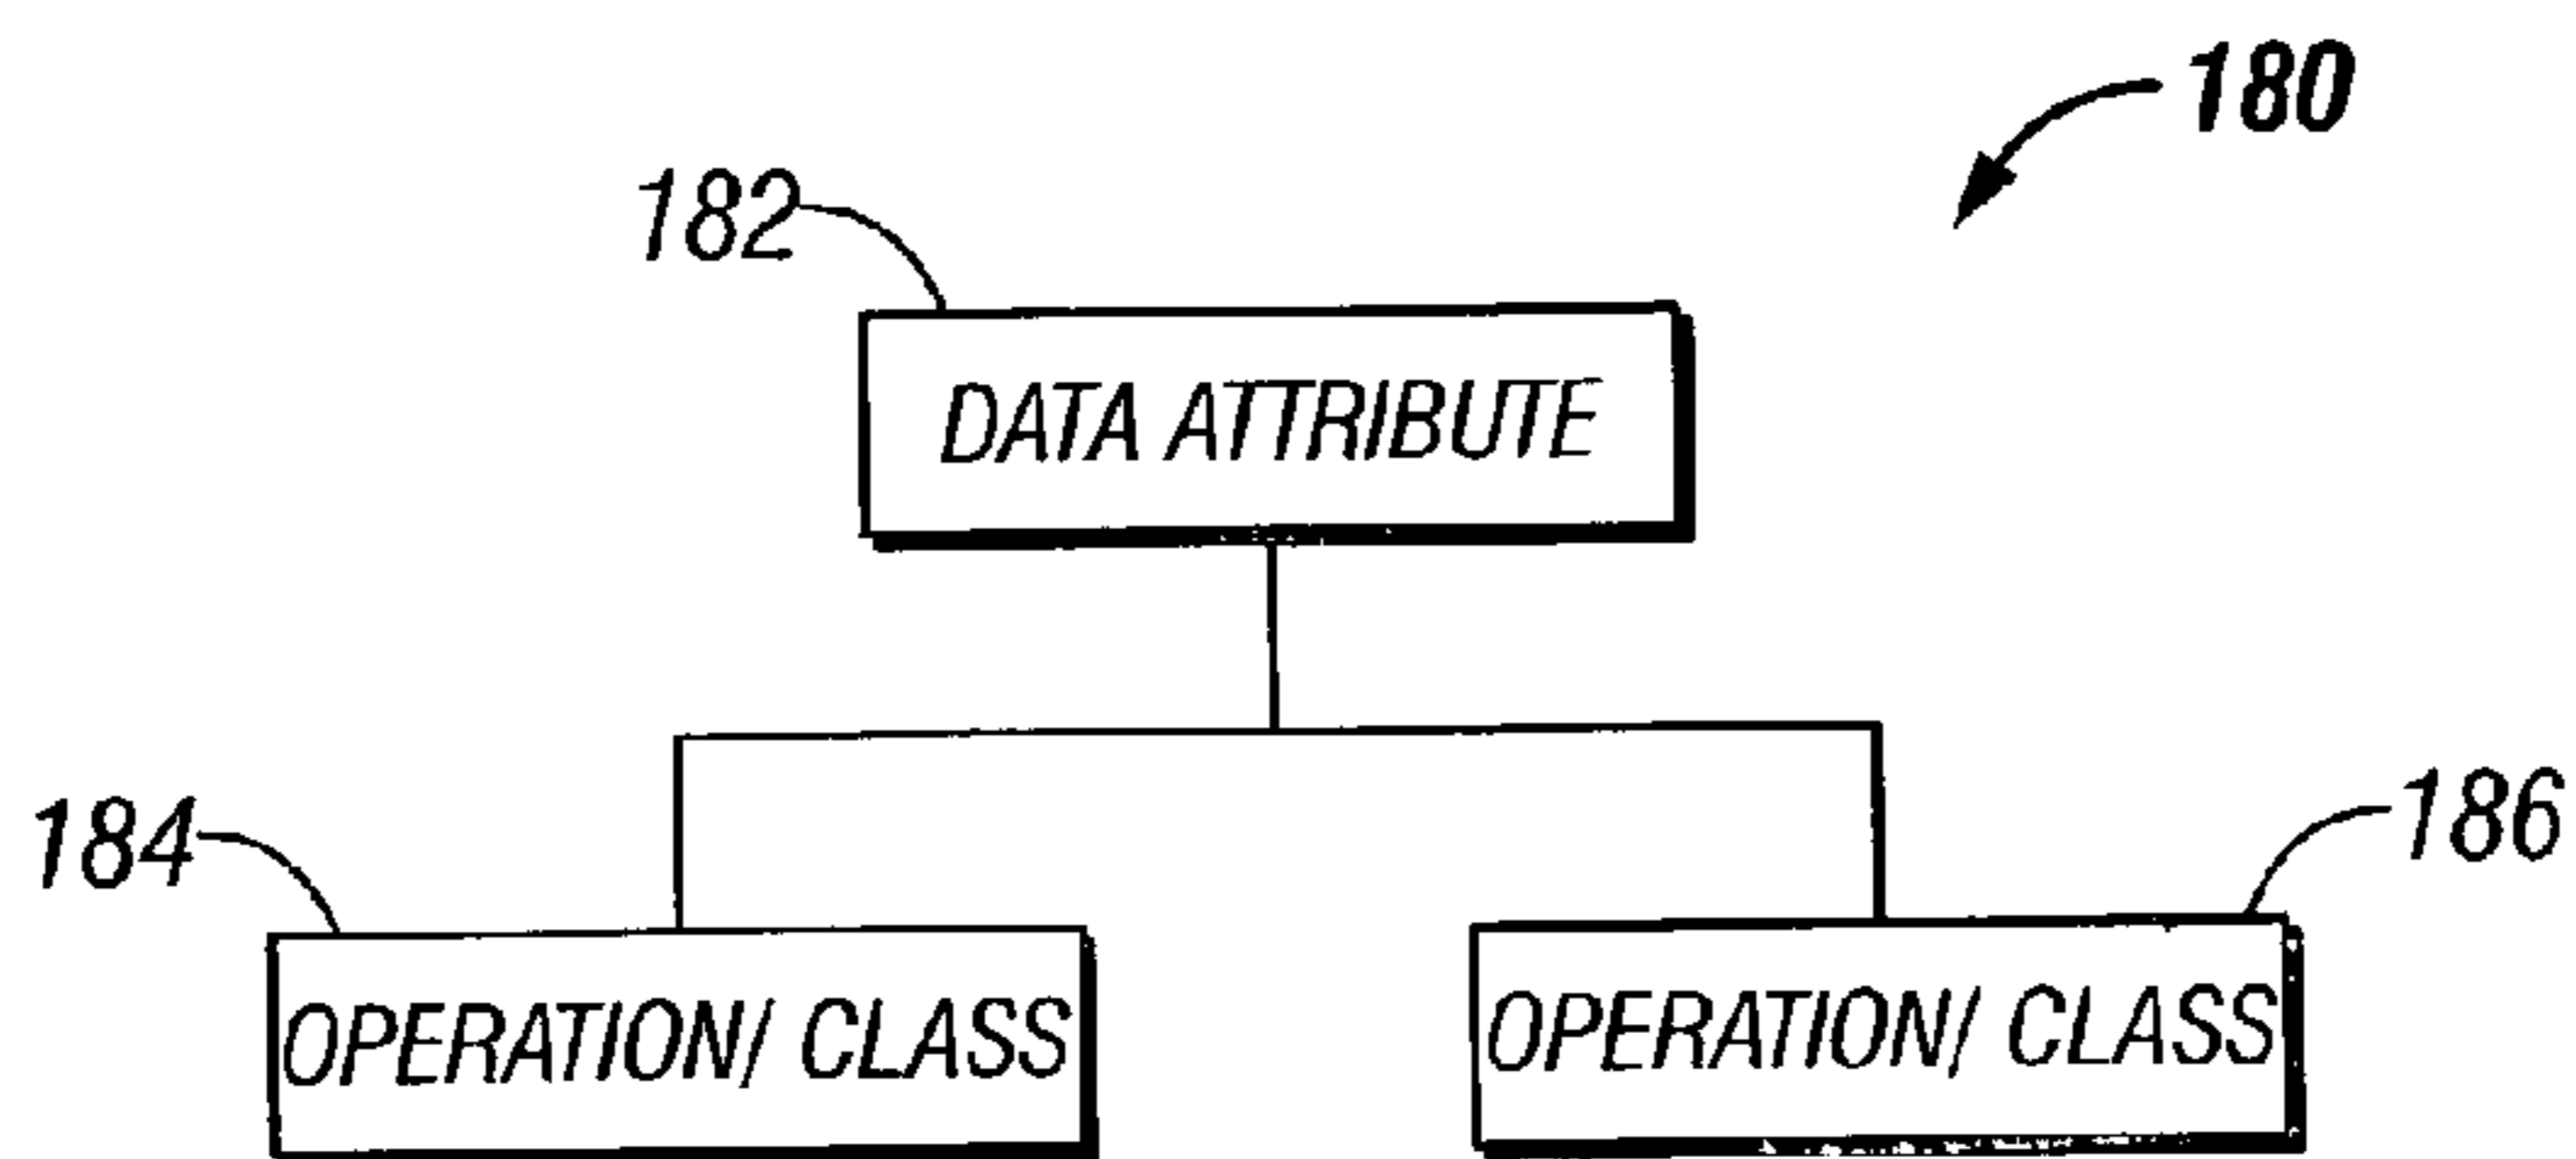 180
182
DATA ATTRIBUTE
184
186
OPERATION/ CLASS
OPERATION/ CLASS